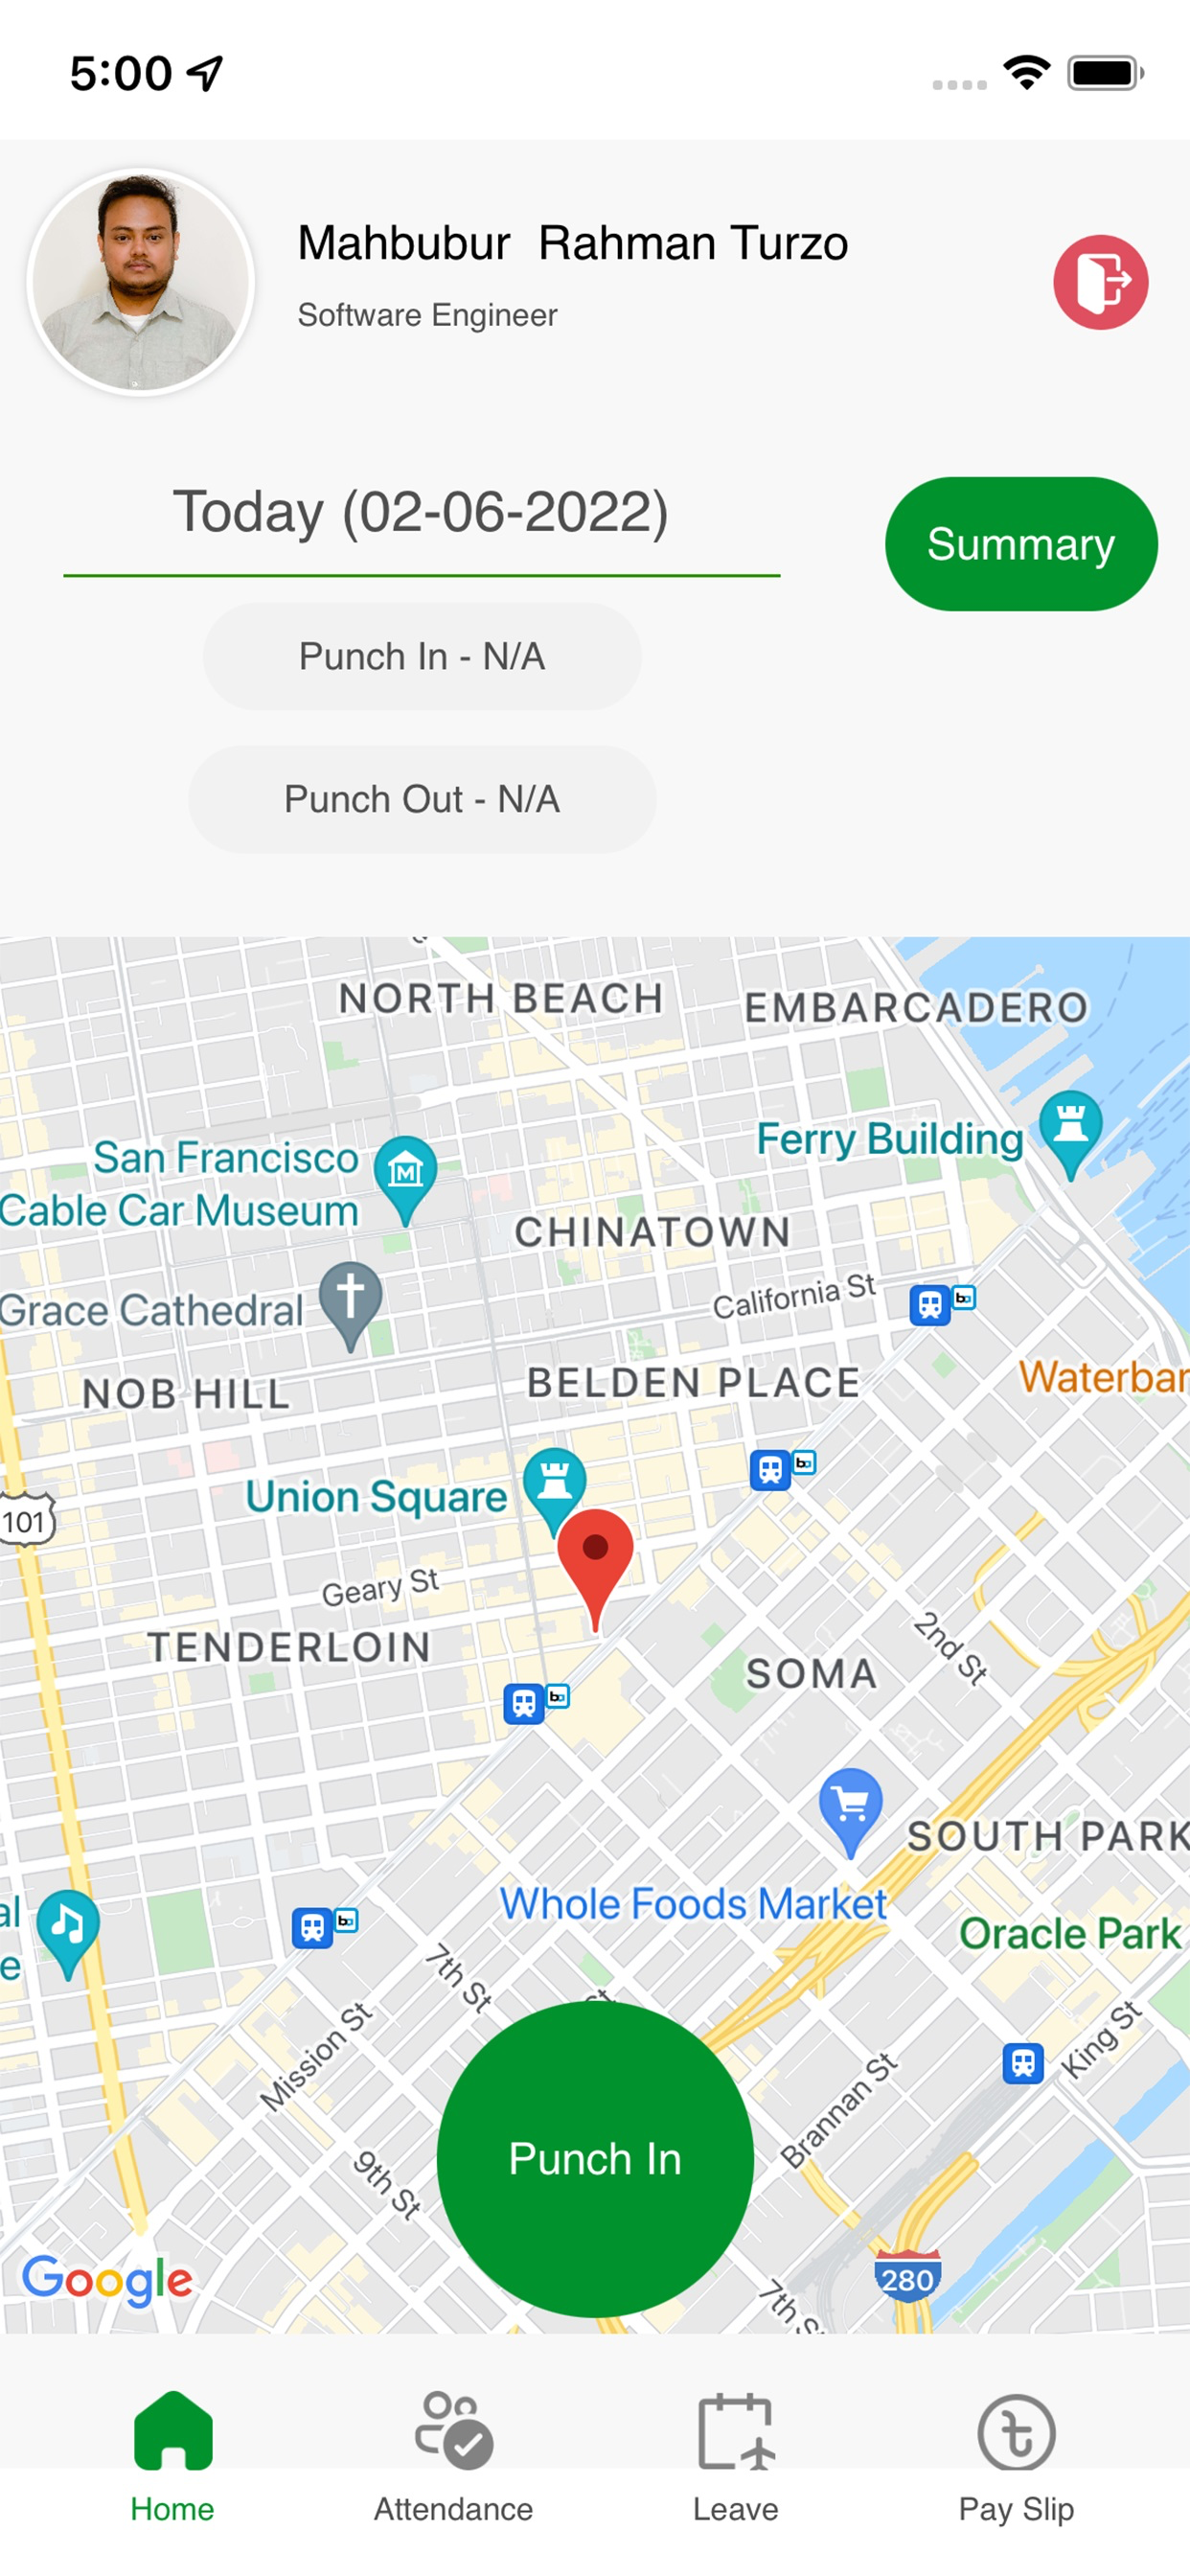 5:00
Mahbubur  Rahman Turzo
Software Engineer
Today (02-06-2022)
Summary
Punch In - N/A
Punch Out - N/A
NORTH BEACH
EMBARCADERO
Ferry Building
San Francisco
Cable Car Museum
CHINATOWN
California St
Grace Cathedral
NOB HILL
BELDEN PLACE
Waterbar
Union Square
101
Geary St
TENDERLOIN
2nd St
SOMA
SOUTH PARK
Whole Foods Market
al
e
Oracle Park
7th St
Mission St
King St
Brannan St
Punch In
9th St
Google
280
7th S
Home
Attendance
Leave
Pay Slip